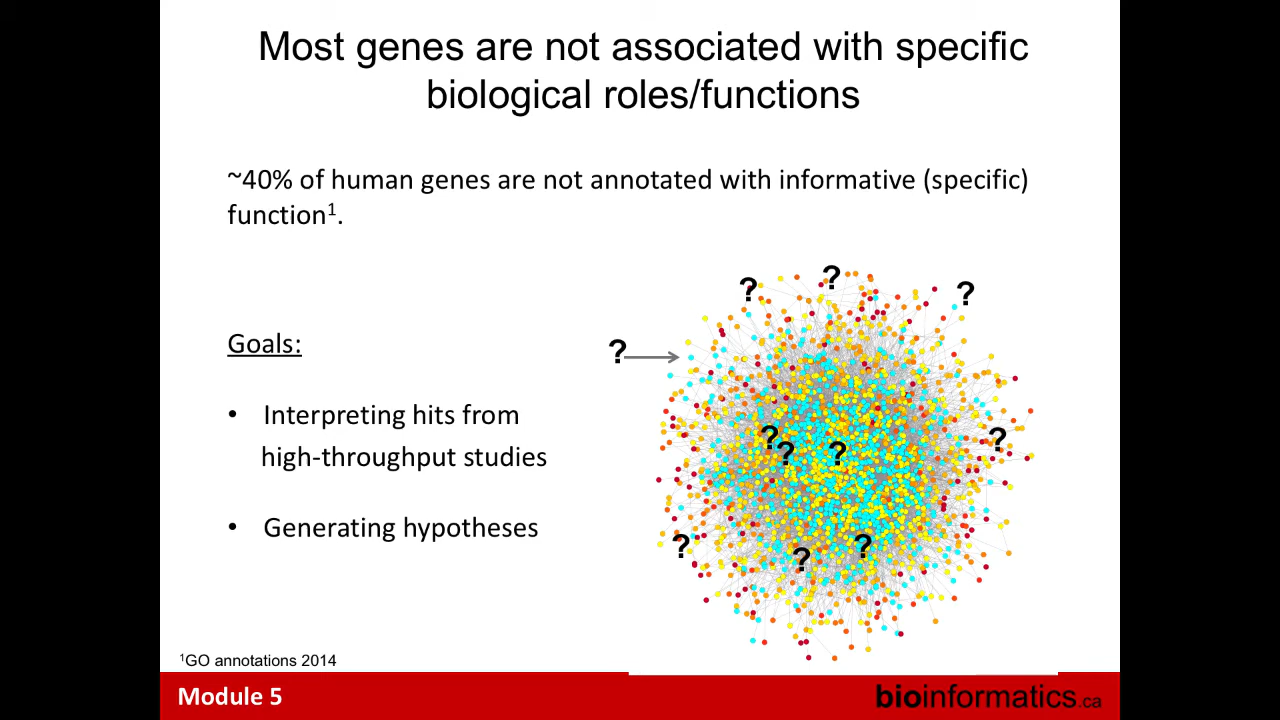 Most genes are not associated with specific
biological roles/functions
~40% of human genes are not annotated with informative (specific)
function¹.
? ? ?
?
Goals:
• Interpreting hits from
high-throughput studies
? ? ? ?
• Generating hypotheses
? ? ?
¹GO annotations 2014
Module 5
bioinformatics.ca